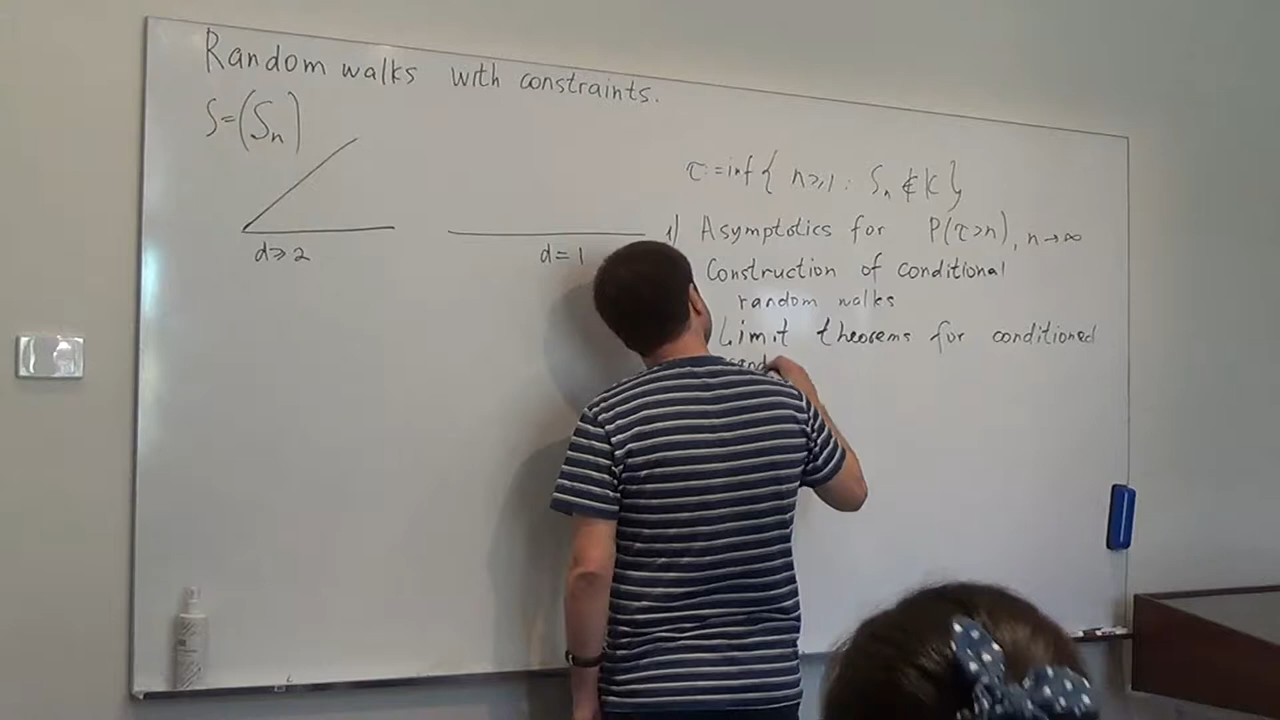 Random walks with constraints.
S=(Sₙ)
d⩾2
d=1
τ:=inf{ n⩾1 : Sₙ ∉ K }
1) Asymptotics for P(τ>n), n→∞
Construction of conditional
random walks
Limit theorems for conditioned
rand